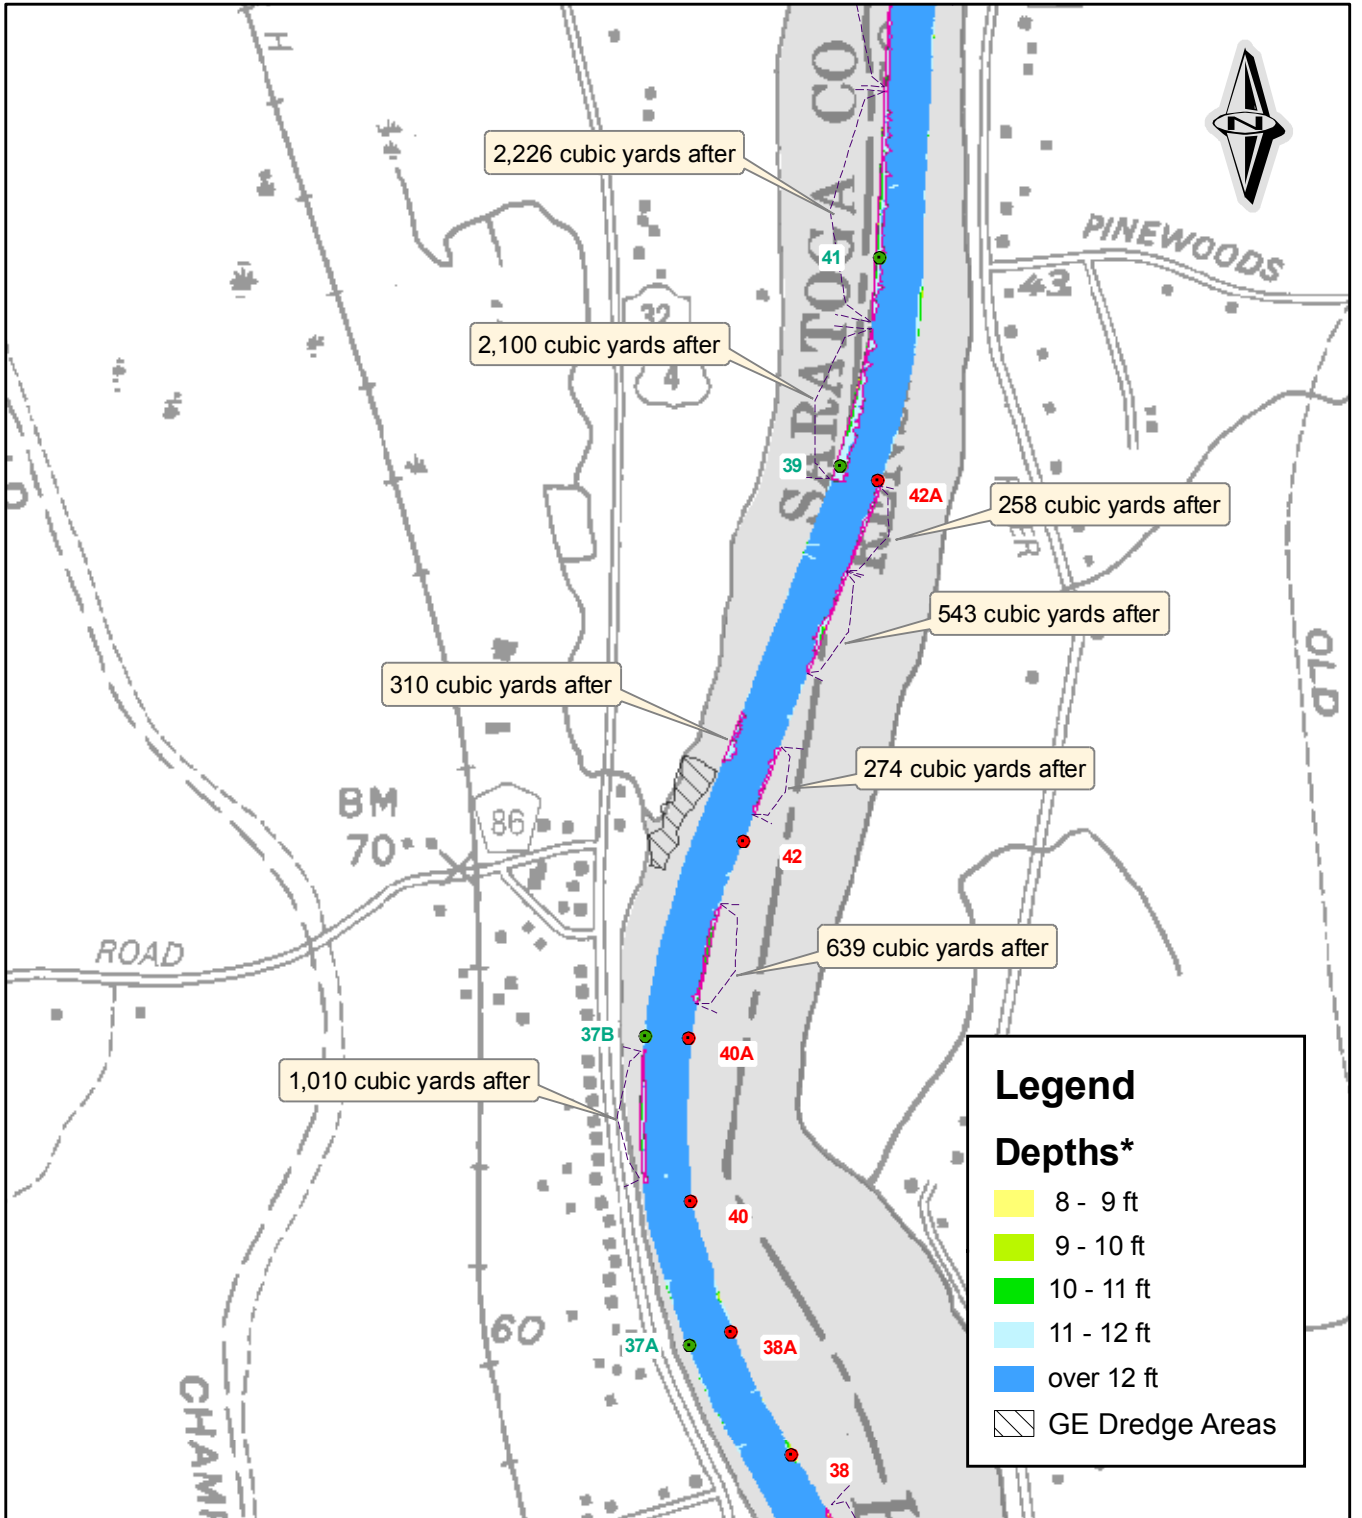 H
SARATOGA CO
N
2,226 cubic yards after
PINEWOODS
41
43
32
2,100 cubic yards after
4
39
42A
258 cubic yards after
543 cubic yards after
OLD
310 cubic yards after
274 cubic yards after
BM
70
86
42
ROAD
639 cubic yards after
37B
40A
1,010 cubic yards after
40
60
37A
38A
38
Legend
Depths*
8 - 9 ft
9 - 10 ft
10 - 11 ft
11 - 12 ft
over 12 ft
GE Dredge Areas